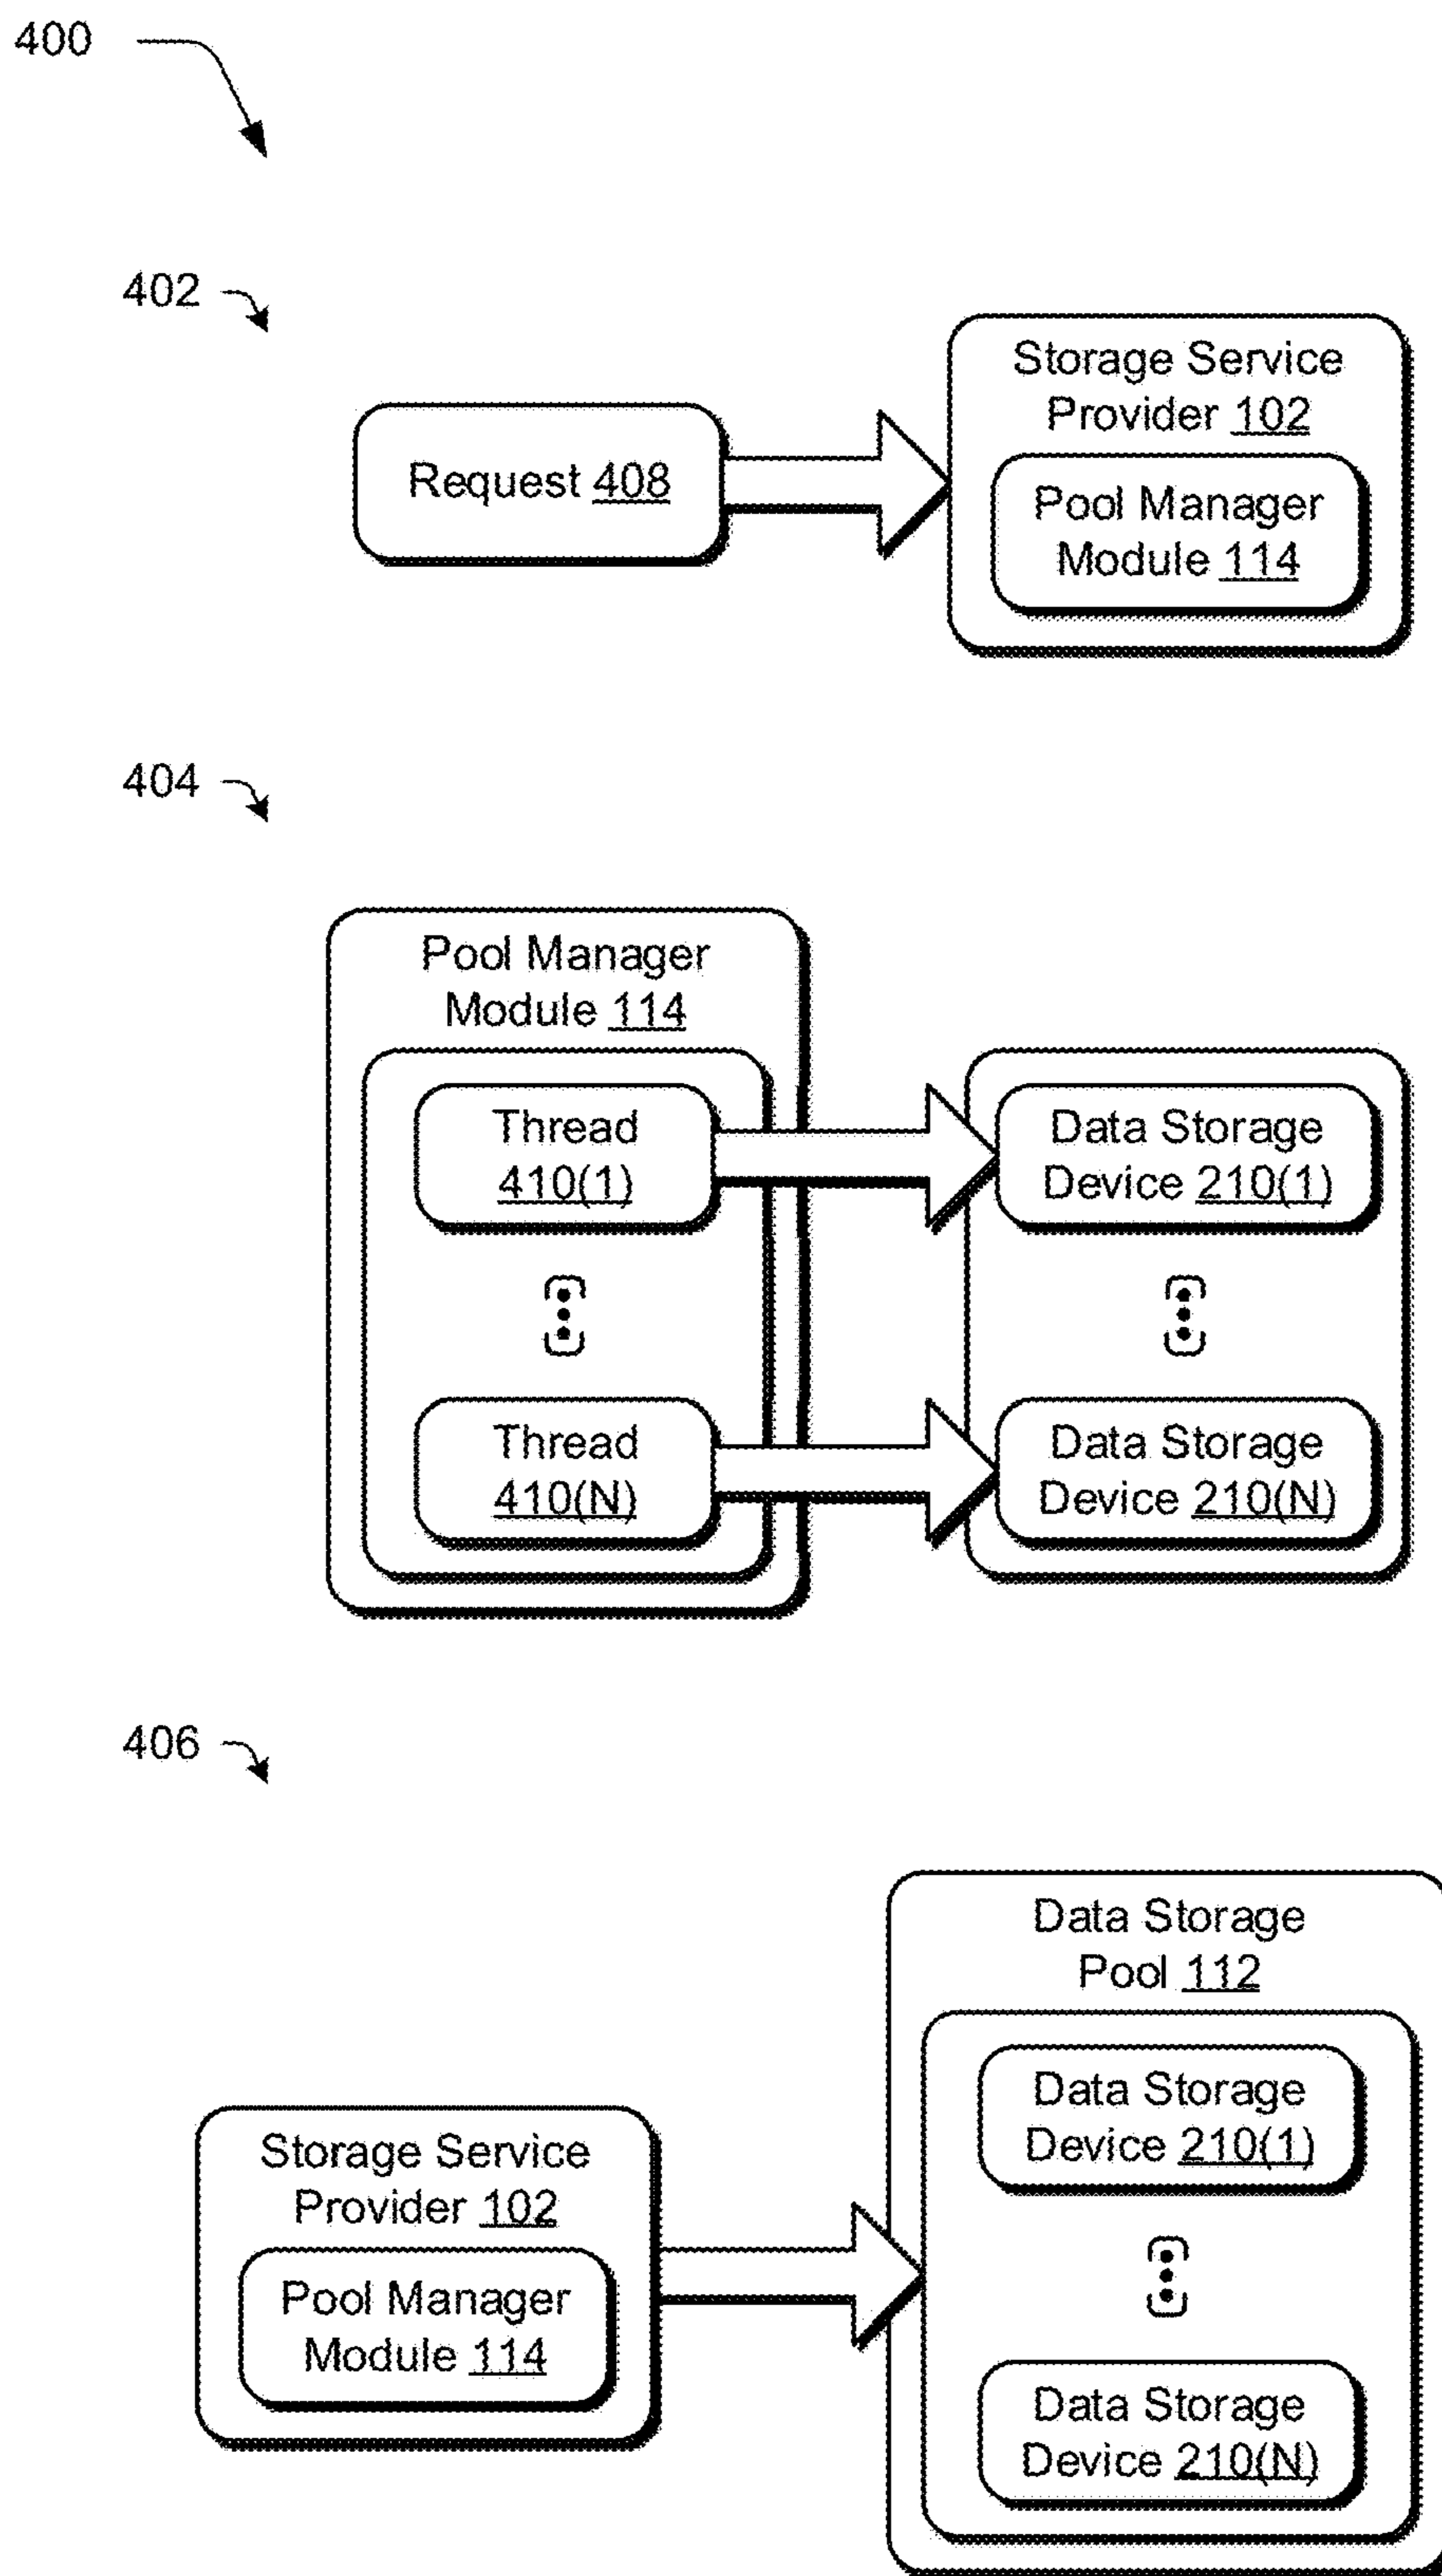 400
402
Storage Service
Provider 102
Request 408
Pool Manager
Module 114
404
Pool Manager
Module 114
Thread
410(1)
Data Storage
Device 210(1)
Thread
410(N)
Data Storage
Device 210(N)
406
Data Storage
Pool 112
Data Storage
Device 210(1)
Storage Service
Provider 102
Pool Manager
Module 114
Data Storage
Device 210(N)